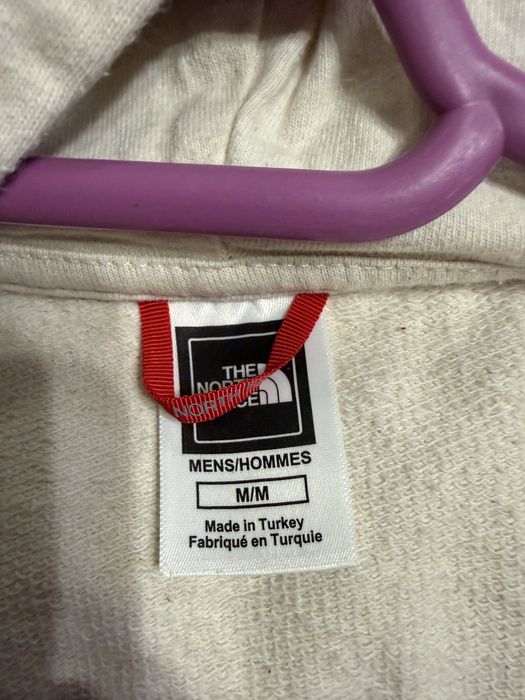 THE
NORTH
FACE
NORTH
MENS/HOMMES
M/M
Made in Turkey
Fabriqué en Turquie